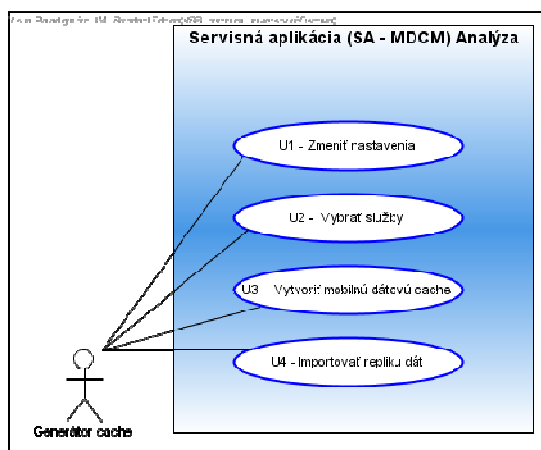 Servisná aplikácia (SA - MDCM) Analýza
U1 - Zmeniť nastavenia
U2 - Vybrať služby
U3 Vytvoriť mobilnú dátovú cache
U4 - Importovať repliku dát
Generátor cache